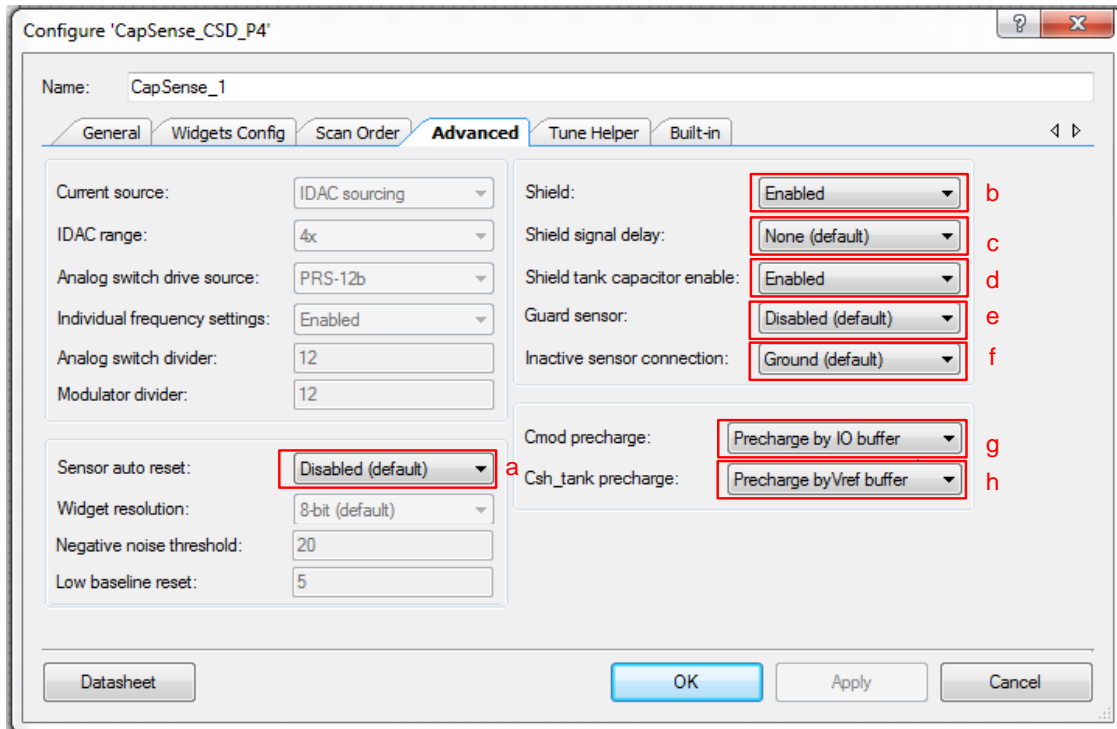 Configure 'CapSense_CSD_P4'
Name: CapSense_1
General Widgets Config Scan Order Advanced Tune Helper Built-in
Current source: IDAC sourcing
IDAC range: 4x
Analog switch drive source: PRS-12b
Individual frequency settings: Enabled
Analog switch divider: 12
Modulator divider: 12
Sensor auto reset: Disabled (default) a
Widget resolution: 8-bit (default)
Negative noise threshold: 20
Low baseline reset: 5
Shield: Enabled b
Shield signal delay: None (default) c
Shield tank capacitor enable: Enabled d
Guard sensor: Disabled (default) e
Inactive sensor connection: Ground (default) f
Cmod precharge: Precharge by IO buffer g
Csh_tank precharge: Precharge byVref buffer h
Datasheet OK Apply Cancel